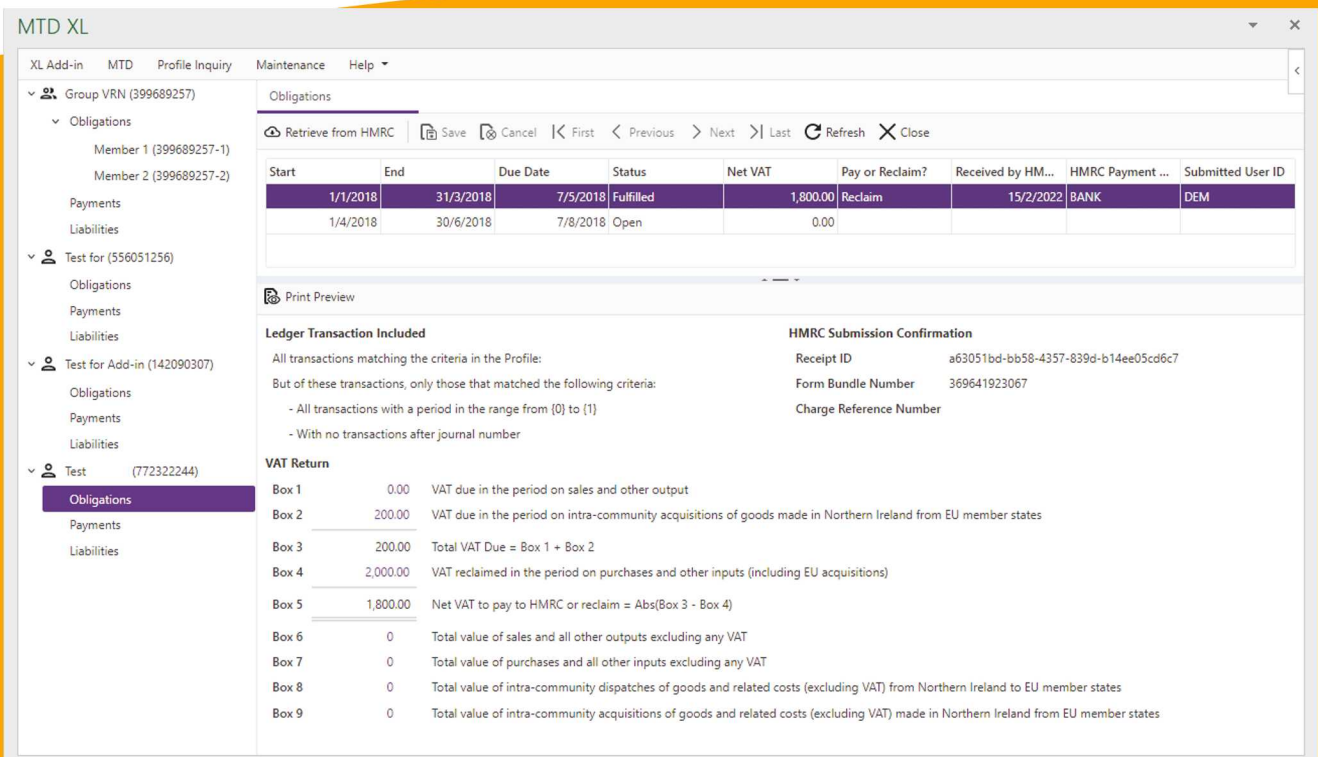 MTD XL
XL Add-in MTD Profile Inquiry Maintenance Help
Group VRN (399689257)
Obligations
Member 1 (399689257-1)
Member 2 (399689257-2)
Payments
Liabilities
Test for (556051256)
Obligations
Payments
Liabilities
Test for Add-in (142090307)
Obligations
Payments
Liabilities
Test (772322244)
Obligations
Payments
Liabilities
Obligations
Retrieve from HMRC Save Cancel First Previous Next Last Refresh Close
Start End Due Date Status Net VAT Pay or Reclaim? Received by HM... HMRC Payment ... Submitted User ID
1/1/2018 31/3/2018 7/5/2018 Fulfilled 1,800.00 Reclaim 15/2/2022 BANK DEM
1/4/2018 30/6/2018 7/8/2018 Open 0.00
Print Preview
Ledger Transaction Included
All transactions matching the criteria in the Profile:
But of these transactions, only those that matched the following criteria:
- All transactions with a period in the range from {0} to {1}
- With no transactions after journal number
HMRC Submission Confirmation
Receipt ID a63051bd-bb58-4357-839d-b14ee05cd6c7
Form Bundle Number 369641923067
Charge Reference Number
VAT Return
Box 1 0.00 VAT due in the period on sales and other output
Box 2 200.00 VAT due in the period on intra-community acquisitions of goods made in Northern Ireland from EU member states
Box 3 200.00 Total VAT Due = Box 1 + Box 2
Box 4 2,000.00 VAT reclaimed in the period on purchases and other inputs (including EU acquisitions)
Box 5 1,800.00 Net VAT to pay to HMRC or reclaim = Abs(Box 3 - Box 4)
Box 6 0 Total value of sales and all other outputs excluding any VAT
Box 7 0 Total value of purchases and all other inputs excluding any VAT
Box 8 0 Total value of intra-community dispatches of goods and related costs (excluding VAT) from Northern Ireland to EU member states
Box 9 0 Total value of intra-community acquisitions of goods and related costs (excluding VAT) made in Northern Ireland from EU member states